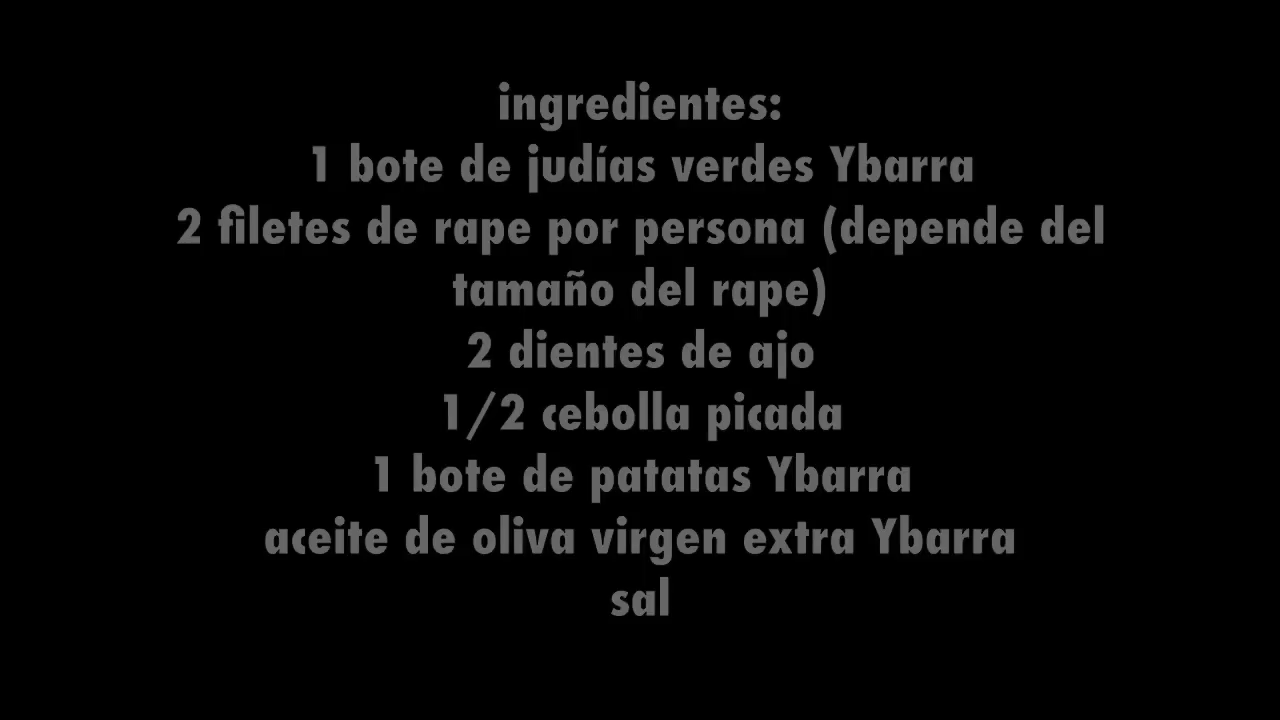 ingredientes:
1 bote de judías verdes Ybarra
2 filetes de rape por persona (depende del
tamaño del rape)
2 dientes de ajo
1/2 cebolla picada
1 bote de patatas Ybarra
aceite de oliva virgen extra Ybarra
sal